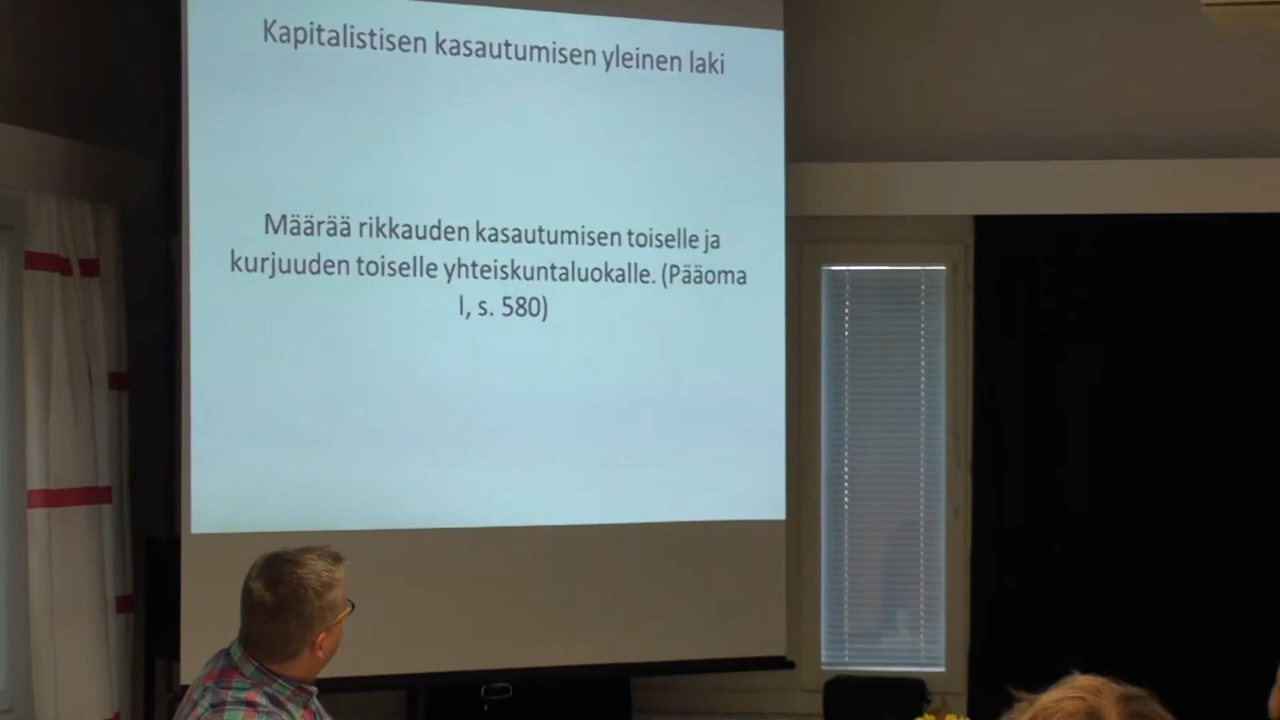 Kapitalistisen kasautumisen yleinen laki
Määrää rikkauden kasautumisen toiselle ja
kurjuuden toiselle yhteiskuntaluokalle. (Pääoma
I, s. 580)